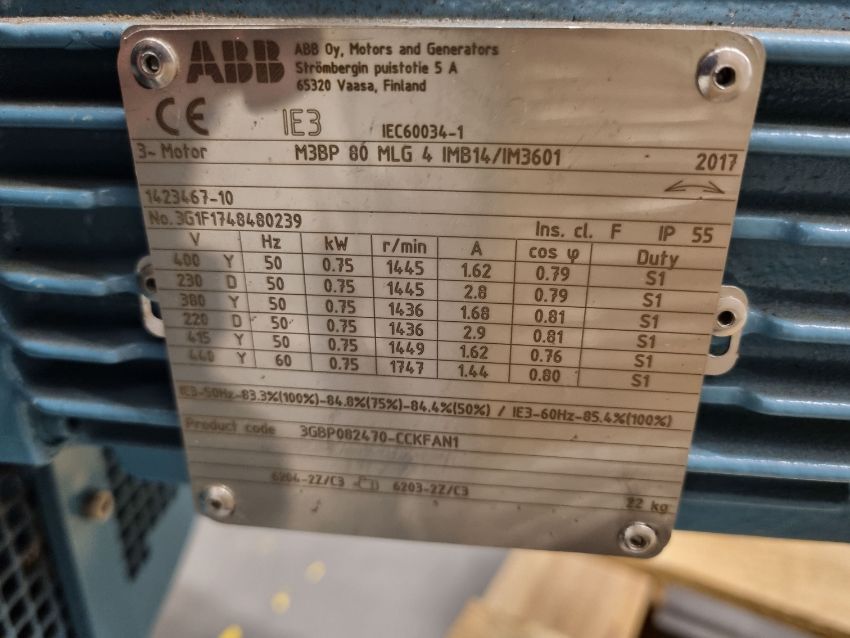 ABB
ABB Oy, Motors and Generators
Strömbergin puistotie 5 A
65320 Vaasa, Finland
CE IE3 IEC60034-1
3~ Motor M3BP 80 MLG 4 IMB14/IM3601 2017
1423467-10
No. 3G1F1748480239 Ins. cl. F IP 55
V Hz kW r/min A cos φ Duty
400 Y 50 0.75 1445 1.62 0.79 S1
230 D 50 0.75 1445 2.8 0.79 S1
380 Y 50 0.75 1436 1.68 0.81 S1
220 D 50 0.75 1436 2.9 0.81 S1
415 Y 50 0.75 1449 1.62 0.76 S1
440 Y 60 0.75 1747 1.44 0.80 S1
IE3-50Hz-83.3%(100%)-84.8%(75%)-84.4%(50%) / IE3-60Hz-85.4%(100%)
Product code 3GBP082470-CCKFAN1
6204-2Z/C3 6203-2Z/C3 22 kg